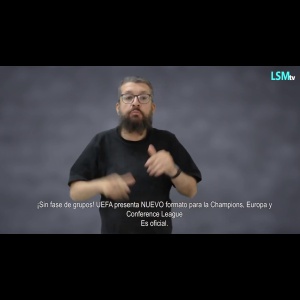 LSMtv
¡Sin fase de grupos! UEFA presenta NUEVO formato para la Champions, Europa y
Conference League
Es oficial.